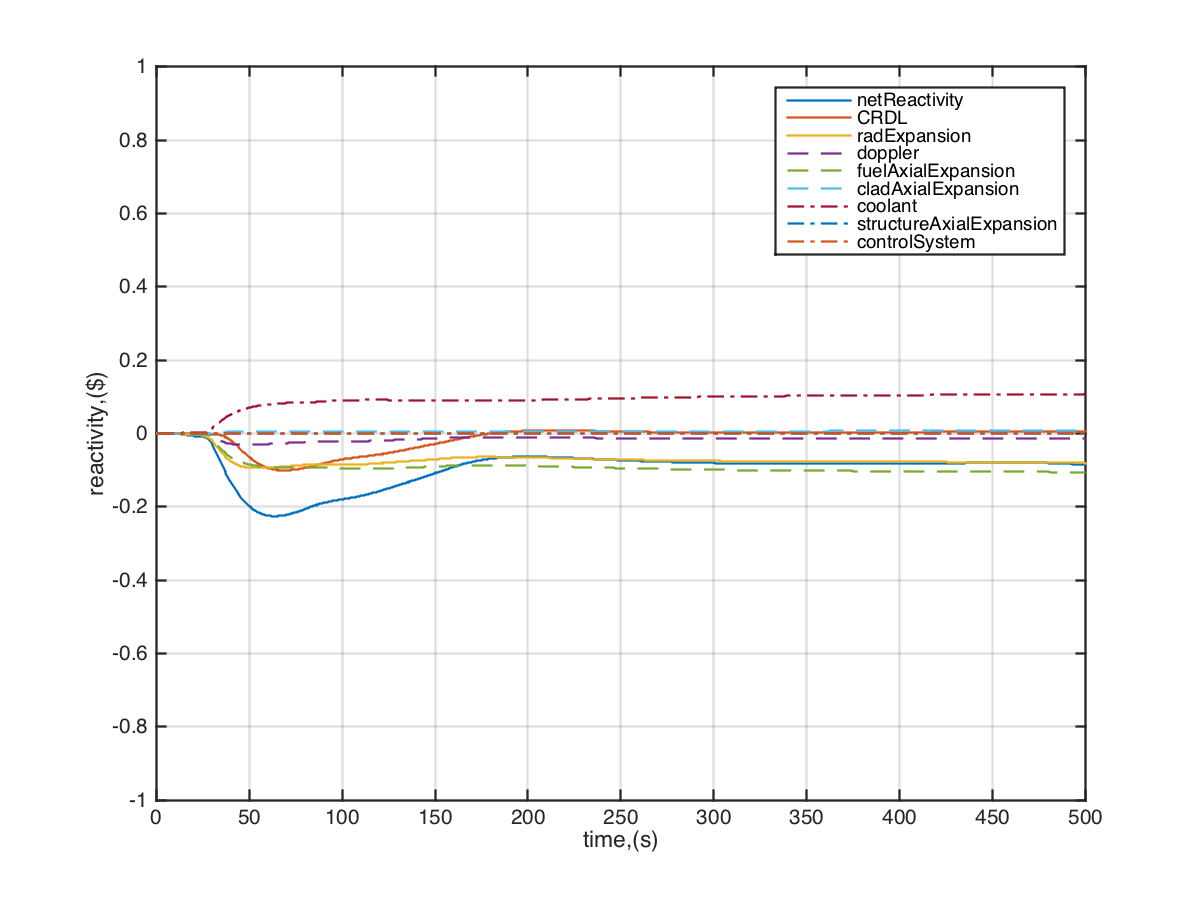 1
0.8
0.6
0.4
0.2
0
-0.2
-0.4
-0.6
-0.8
-1
reactivity,($)
netReactivity
CRDL
radExpansion
doppler
fuelAxialExpansion
cladAxialExpansion
coolant
structureAxialExpansion
controlSystem
0 50 100 150 200 250 300 350 400 450 500
time,(s)